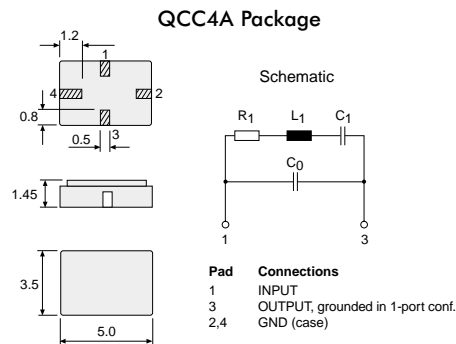 QCC4A Package
1.2
1
4
2
0.8
0.5
3
1.45
3.5
5.0
Schematic
R1 L1 C1
C0
1 3
Pad Connections
1 INPUT
3 OUTPUT, grounded in 1-port conf.
2,4 GND (case)